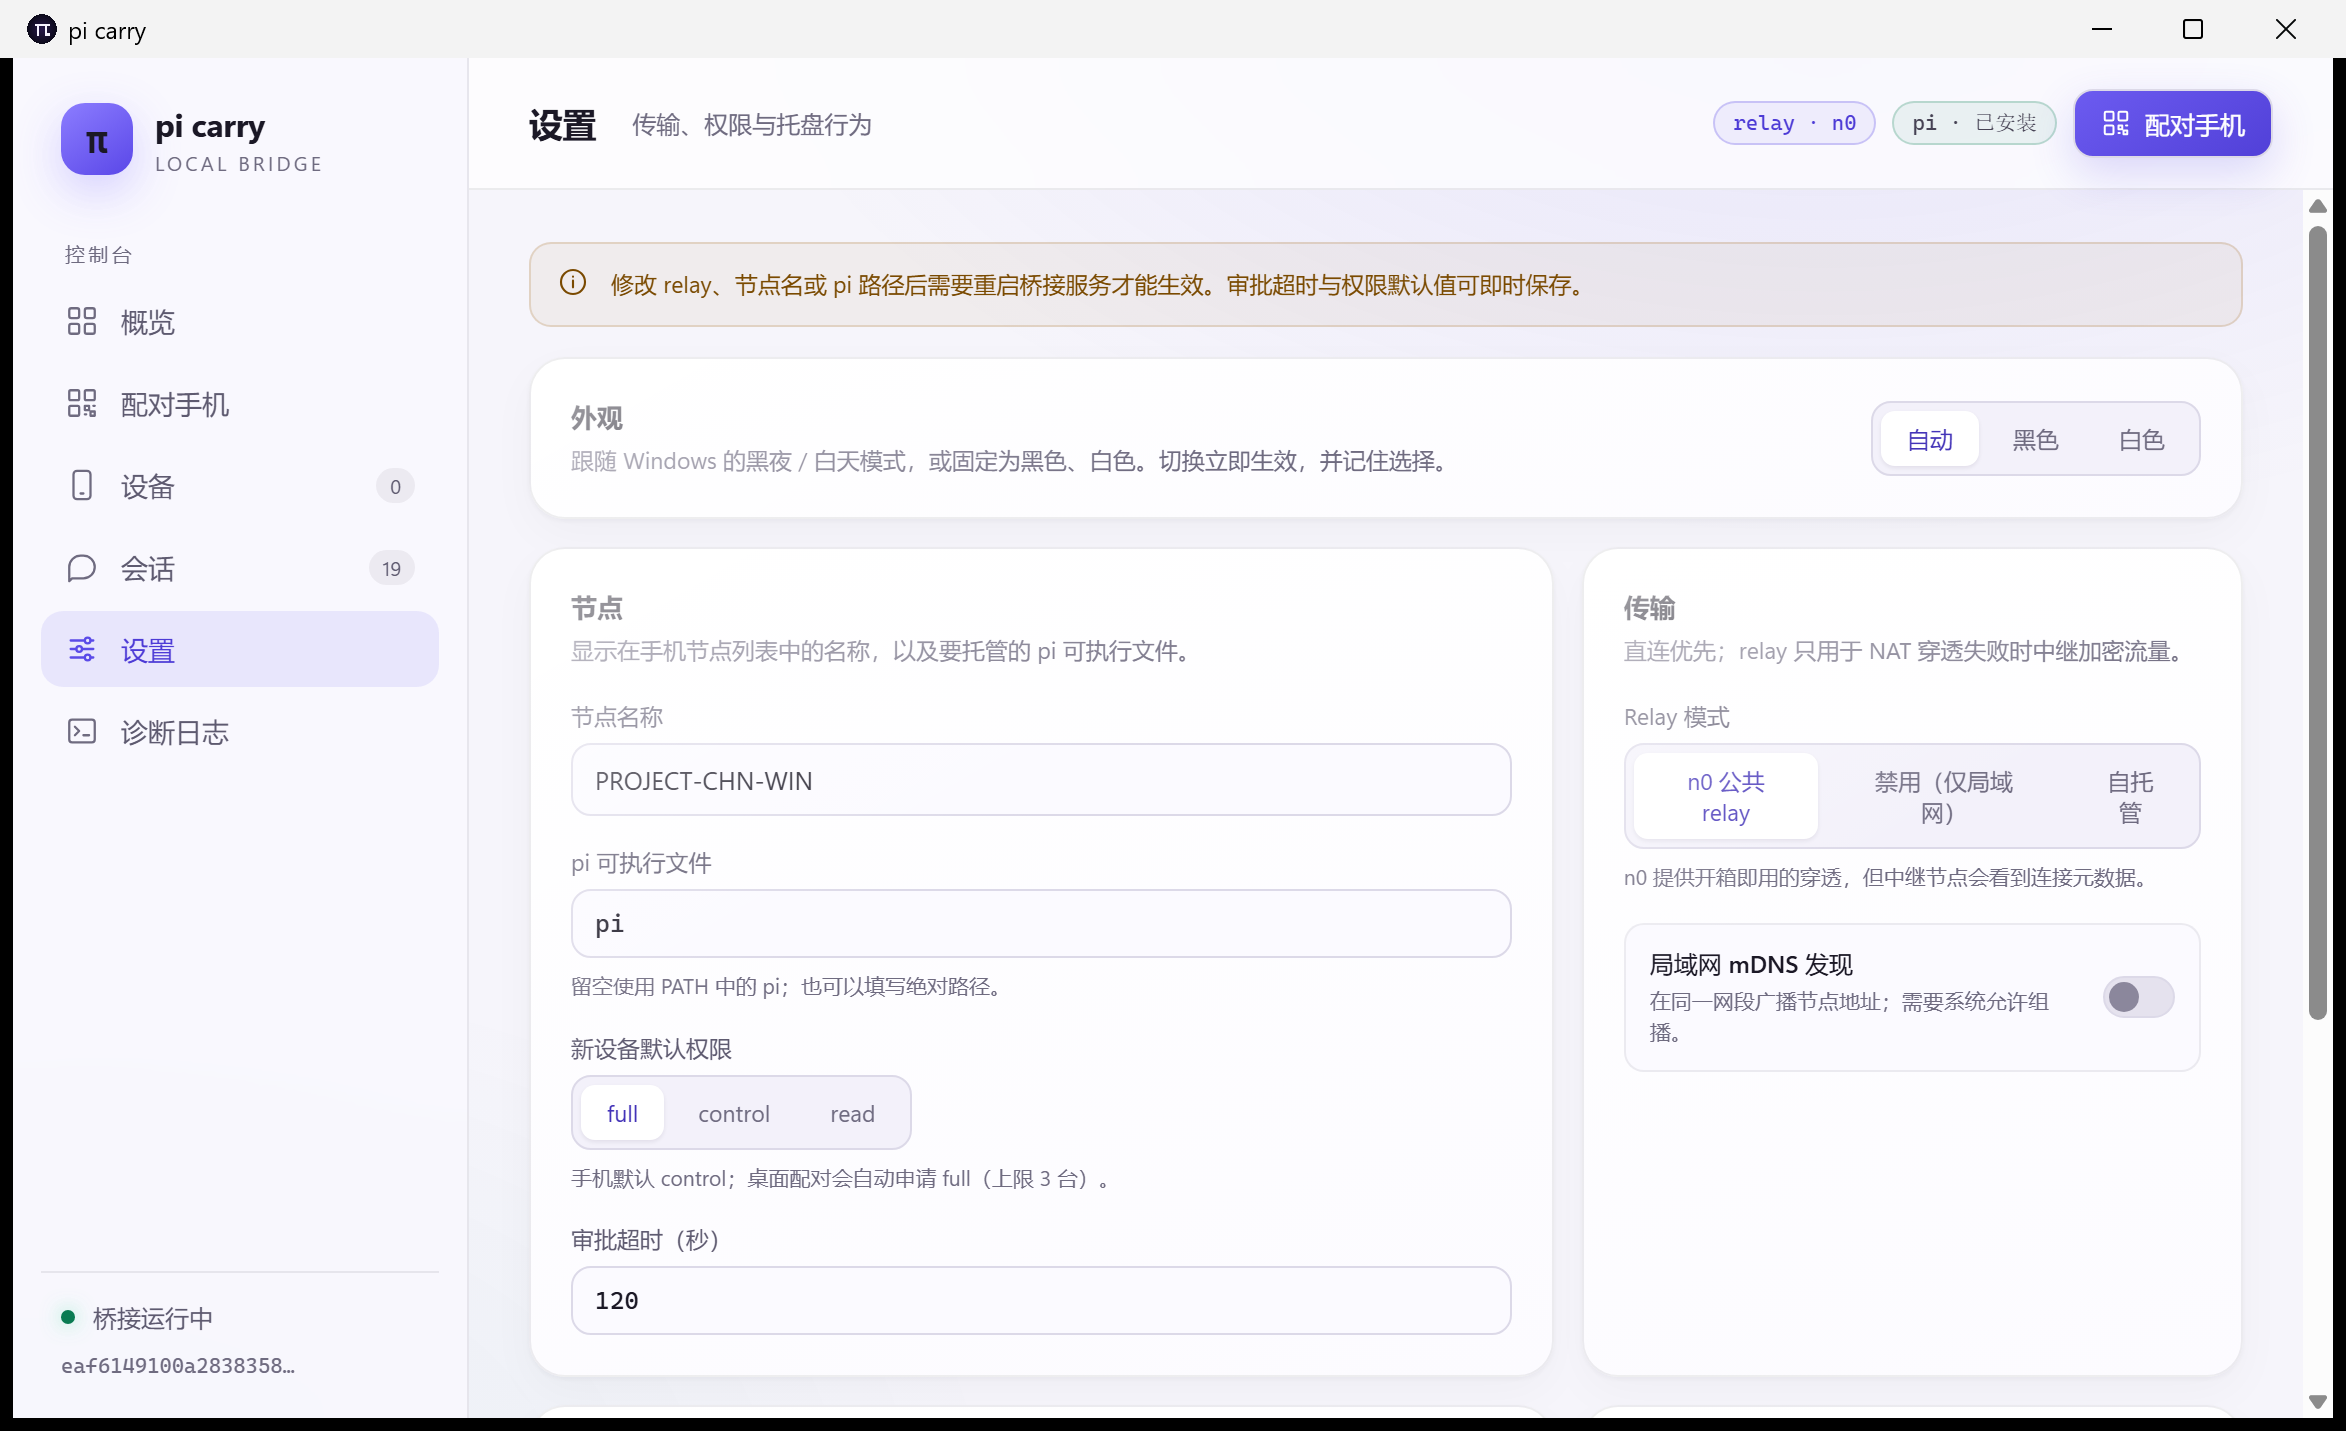 pi carry
π
pi carry
LOCAL BRIDGE
控制台
概览
配对手机
设备
0
会话
19
设置
诊断日志
桥接运行中
eaf6149100a2838358…
设置
传输、权限与托盘行为
relay · n0
pi · 已安装
配对手机
修改 relay、节点名或 pi 路径后需要重启桥接服务才能生效。审批超时与权限默认值可即时保存。
外观
跟随 Windows 的黑夜 / 白天模式，或固定为黑色、白色。切换立即生效，并记住选择。
自动
黑色
白色
节点
显示在手机节点列表中的名称，以及要托管的 pi 可执行文件。
节点名称
PROJECT-CHN-WIN
pi 可执行文件
pi
留空使用 PATH 中的 pi；也可以填写绝对路径。
新设备默认权限
full
control
read
手机默认 control；桌面配对会自动申请 full（上限 3 台）。
审批超时（秒）
120
传输
直连优先；relay 只用于 NAT 穿透失败时中继加密流量。
Relay 模式
n0 公共
relay
禁用（仅局域
网）
自托
管
n0 提供开箱即用的穿透，但中继节点会看到连接元数据。
局域网 mDNS 发现
在同一网段广播节点地址；需要系统允许组
播。